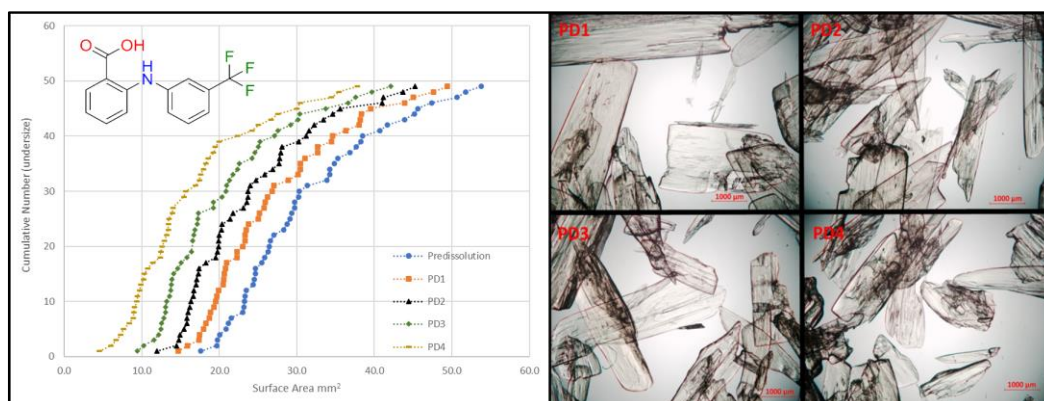 60
50
40
30
20
10
0
0.0 10.0 20.0 30.0 40.0 50.0 60.0
Cumulative Number (undersize)
Surface Area mm²
O OH
H
N
F
F
F
Predissolution
PD1
PD2
PD3
PD4
PD1
1000 µm
PD2
1000 µm
PD3
1000 µm
PD4
1000 µm